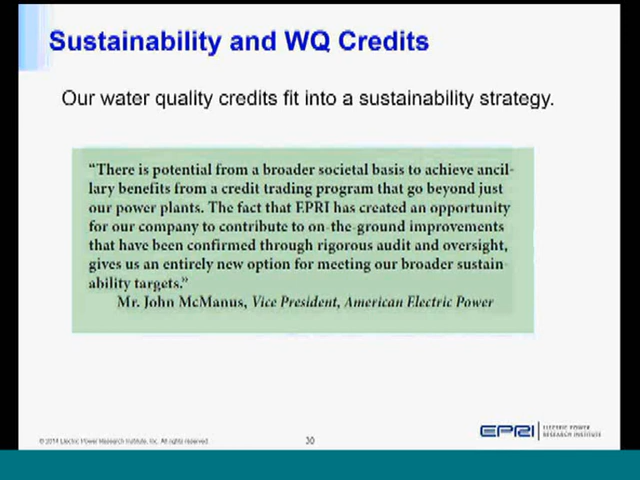 Sustainability and WQ Credits
Our water quality credits fit into a sustainability strategy.
“There is potential from a broader societal basis to achieve ancil-
lary benefits from a credit trading program that go beyond just
our power plants. The fact that EPRI has created an opportunity
for our company to contribute to on-the-ground improvements
that have been confirmed through rigorous audit and oversight,
gives us an entirely new option for meeting our broader sustain-
ability targets.”
Mr. John McManus, Vice President, American Electric Power
© 2014 Electric Power Research Institute, Inc. All rights reserved.
30
EPRI
ELECTRIC POWER
RESEARCH INSTITUTE